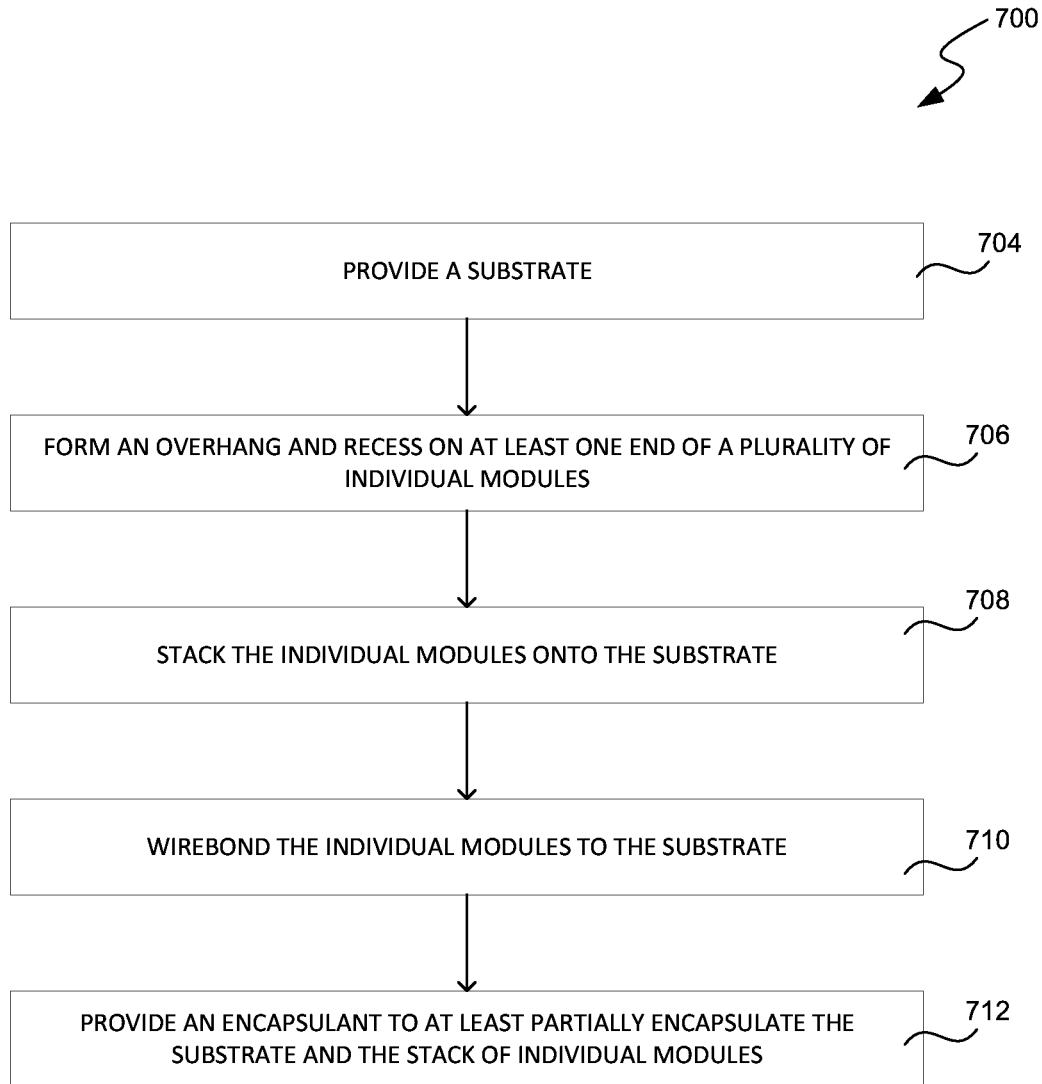 700
704
PROVIDE A SUBSTRATE
706
FORM AN OVERHANG AND RECESS ON AT LEAST ONE END OF A PLURALITY OF
INDIVIDUAL MODULES
708
STACK THE INDIVIDUAL MODULES ONTO THE SUBSTRATE
WIREBOND THE INDIVIDUAL MODULES TO THE SUBSTRATE
710
PROVIDE AN ENCAPSULANT TO AT LEAST PARTIALLY ENCAPSULATE THE
712
SUBSTRATE AND THE STACK OF INDIVIDUAL MODULES